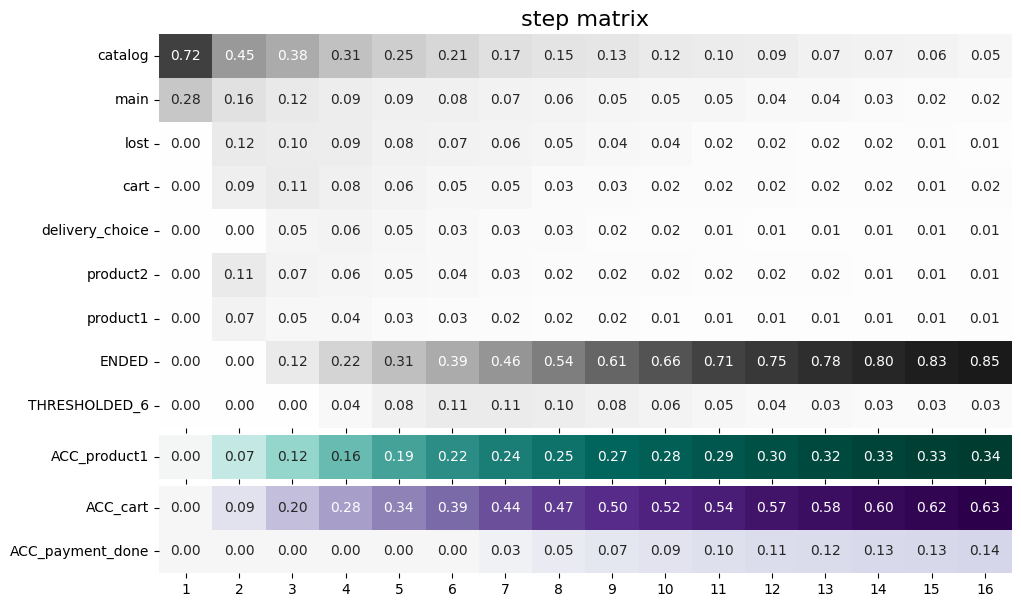 step matrix
catalog 0.72 0.45 0.38 0.31 0.25 0.21 0.17 0.15 0.13 0.12 0.10 0.09 0.07 0.07 0.06 0.05
main 0.28 0.16 0.12 0.09 0.09 0.08 0.07 0.06 0.05 0.05 0.05 0.04 0.04 0.03 0.02 0.02
lost 0.00 0.12 0.10 0.09 0.08 0.07 0.06 0.05 0.04 0.04 0.02 0.02 0.02 0.02 0.01 0.01
cart 0.00 0.09 0.11 0.08 0.06 0.05 0.05 0.03 0.03 0.02 0.02 0.02 0.02 0.02 0.01 0.02
delivery_choice 0.00 0.00 0.05 0.06 0.05 0.03 0.03 0.03 0.02 0.02 0.01 0.01 0.01 0.01 0.01 0.01
product2 0.00 0.11 0.07 0.06 0.05 0.04 0.03 0.02 0.02 0.02 0.02 0.02 0.02 0.01 0.01 0.01
product1 0.00 0.07 0.05 0.04 0.03 0.03 0.02 0.02 0.02 0.01 0.01 0.01 0.01 0.01 0.01 0.01
ENDED 0.00 0.00 0.12 0.22 0.31 0.39 0.46 0.54 0.61 0.66 0.71 0.75 0.78 0.80 0.83 0.85
THRESHOLDED_6 0.00 0.00 0.00 0.04 0.08 0.11 0.11 0.10 0.08 0.06 0.05 0.04 0.03 0.03 0.03 0.03
ACC_product1 0.00 0.07 0.12 0.16 0.19 0.22 0.24 0.25 0.27 0.28 0.29 0.30 0.32 0.33 0.33 0.34
ACC_cart 0.00 0.09 0.20 0.28 0.34 0.39 0.44 0.47 0.50 0.52 0.54 0.57 0.58 0.60 0.62 0.63
ACC_payment_done 0.00 0.00 0.00 0.00 0.00 0.00 0.03 0.05 0.07 0.09 0.10 0.11 0.12 0.13 0.13 0.14
1 2 3 4 5 6 7 8 9 10 11 12 13 14 15 16